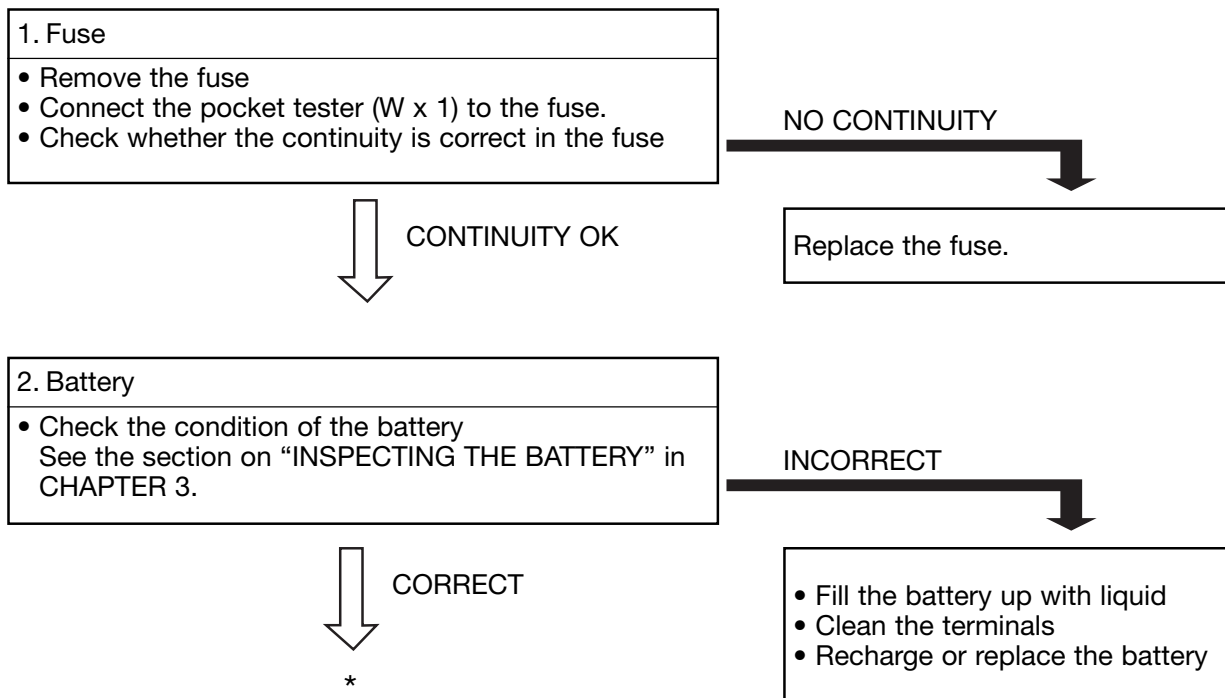 1. Fuse
• Remove the fuse
• Connect the pocket tester (W x 1) to the fuse.
• Check whether the continuity is correct in the fuse
NO CONTINUITY
Replace the fuse.
CONTINUITY OK
2. Battery
• Check the condition of the battery
See the section on “INSPECTING THE BATTERY” in
CHAPTER 3.
INCORRECT
• Fill the battery up with liquid
• Clean the terminals
• Recharge or replace the battery
CORRECT
*